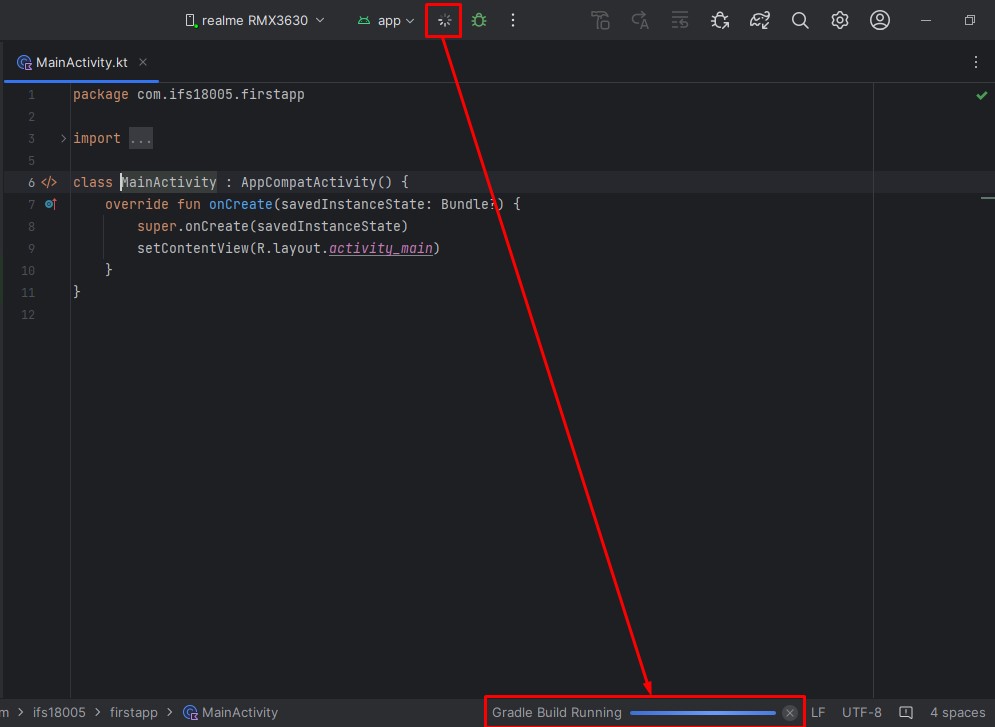 realme RMX3630 app
MainActivity.kt
1 package com.ifs18005.firstapp
2
3 import ...
5
6 class MainActivity : AppCompatActivity() {
7 override fun onCreate(savedInstanceState: Bundle?) {
8 super.onCreate(savedInstanceState)
9 setContentView(R.layout.activity_main)
10 }
11 }
12
m > ifs18005 > firstapp > MainActivity Gradle Build Running LF UTF-8 4 spaces